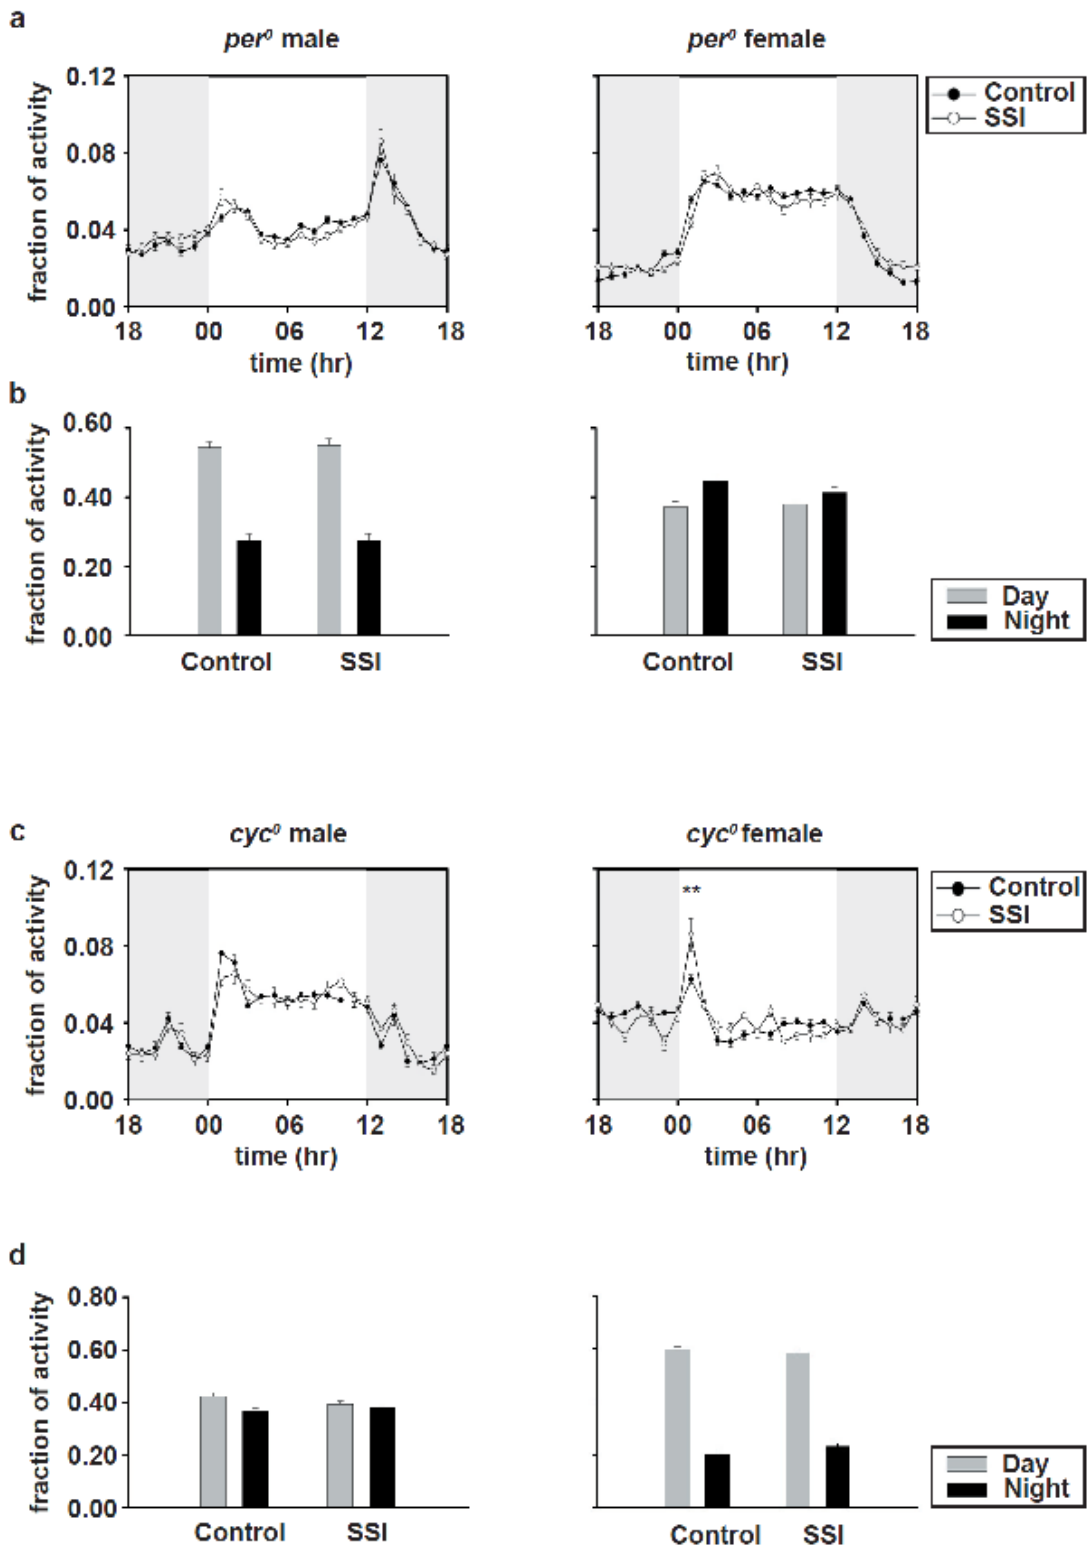 a
per⁰ male
per⁰ female
0.12
0.08
0.04
0.00
fraction of activity
18 00 06 12 18
time (hr)
18 00 06 12 18
time (hr)
Control
SSI
b
0.60
0.40
0.20
0.00
fraction of activity
Control SSI
Control SSI
Day
Night
c
cyc⁰ male
cyc⁰ female
0.12
0.08
0.04
0.00
fraction of activity
**
18 00 06 12 18
time (hr)
18 00 06 12 18
time (hr)
Control
SSI
d
0.80
0.60
0.40
0.20
0.00
fraction of activity
Control SSI
Control SSI
Day
Night